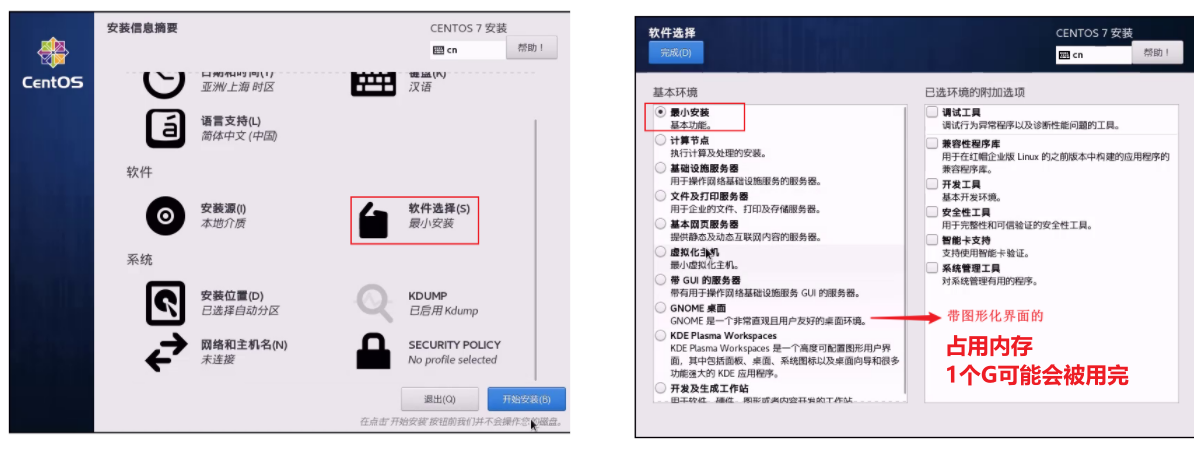 安装信息摘要
CENTOS 7 安装
cn
帮助！
CentOS
日期和时间(T)
亚洲/上海 时区
键盘(K)
汉语
语言支持(L)
简体中文 (中国)
软件
安装源(I)
本地介质
软件选择(S)
最小安装
系统
安装位置(D)
已选择自动分区
KDUMP
已启用 Kdump
网络和主机名(N)
未连接
SECURITY POLICY
No profile selected
退出(Q)
开始安装(B)
在点击"开始安装"按钮前我们并不会操作您的磁盘。
软件选择
完成(D)
CENTOS 7 安装
cn
帮助！
基本环境
最小安装
基本功能。
计算节点
执行计算及处理的安装。
基础设施服务器
用于操作网络基础设施服务的服务器。
文件及打印服务器
用于企业的文件、打印及存储服务器。
基本网页服务器
提供静态及动态互联网内容的服务器。
虚拟化主机
最小虚拟化主机。
带 GUI 的服务器
带有用于操作网络基础设施服务 GUI 的服务器。
GNOME 桌面
GNOME 是一个非常直观且用户友好的桌面环境。
KDE Plasma Workspaces
KDE Plasma Workspaces 是一个高度可配置图形用户界
面，其中包括面板、桌面、系统图标以及桌面向导和很多
功能强大的 KDE 应用程序。
开发及生成工作站
用于软件、硬件、图形或者内容开发的工作站。
已选环境的附加选项
调试工具
调试行为异常程序以及诊断性能问题的工具。
兼容性程序库
用于在红帽企业版 Linux 的之前版本中构建的应用程序的
兼容程序库。
开发工具
基本开发环境。
安全性工具
用于完整性和可信验证的安全性工具。
智能卡支持
支持使用智能卡验证。
系统管理工具
对系统管理有用的程序。
带图形化界面的
占用内存
1个G可能会被用完